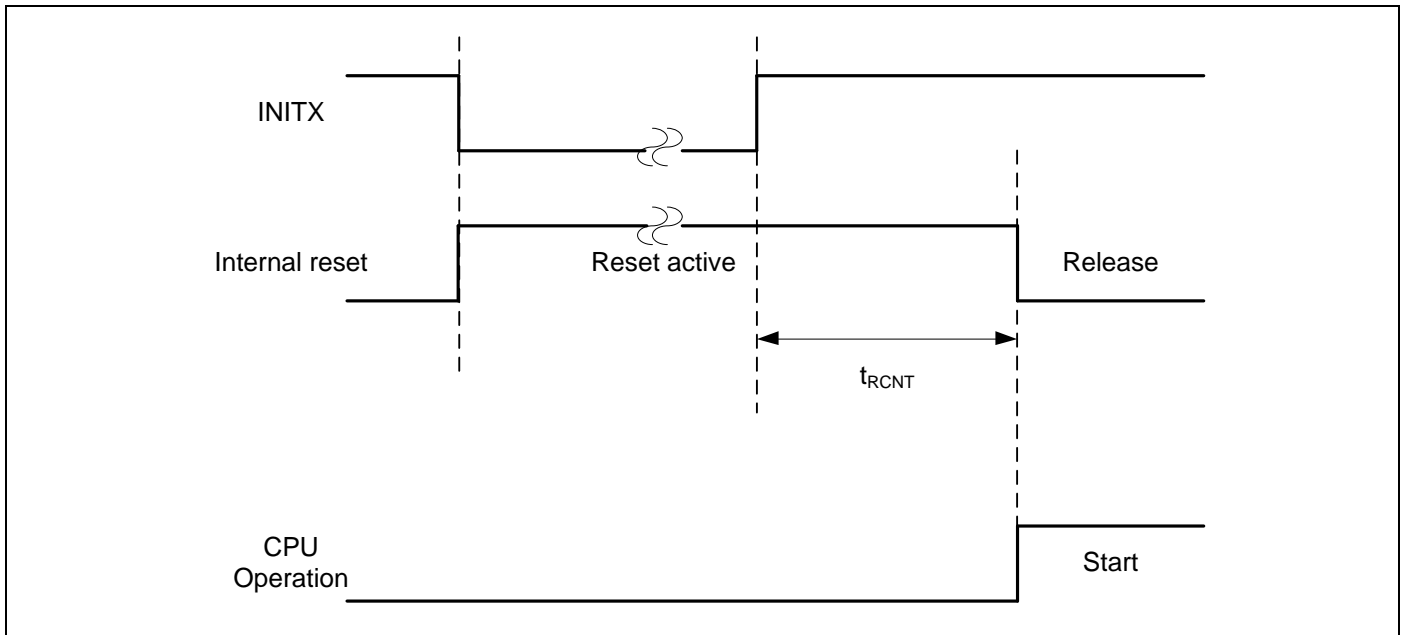 INITX
Internal reset
Reset active
Release
tRCNT
CPU
Operation
Start